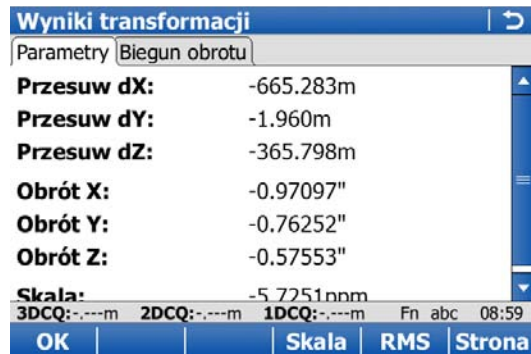 Wyniki transformacji
Parametry Biegun obrotu
Przesuw dX: -665.283m
Przesuw dY: -1.960m
Przesuw dZ: -365.798m
Obrót X: -0.97097"
Obrót Y: -0.76252"
Obrót Z: -0.57553"
Skala: -5.7251ppm
3DCQ:-.---m 2DCQ:-.---m 1DCQ:-.---m Fn abc 08:59
OK Skala RMS Strona